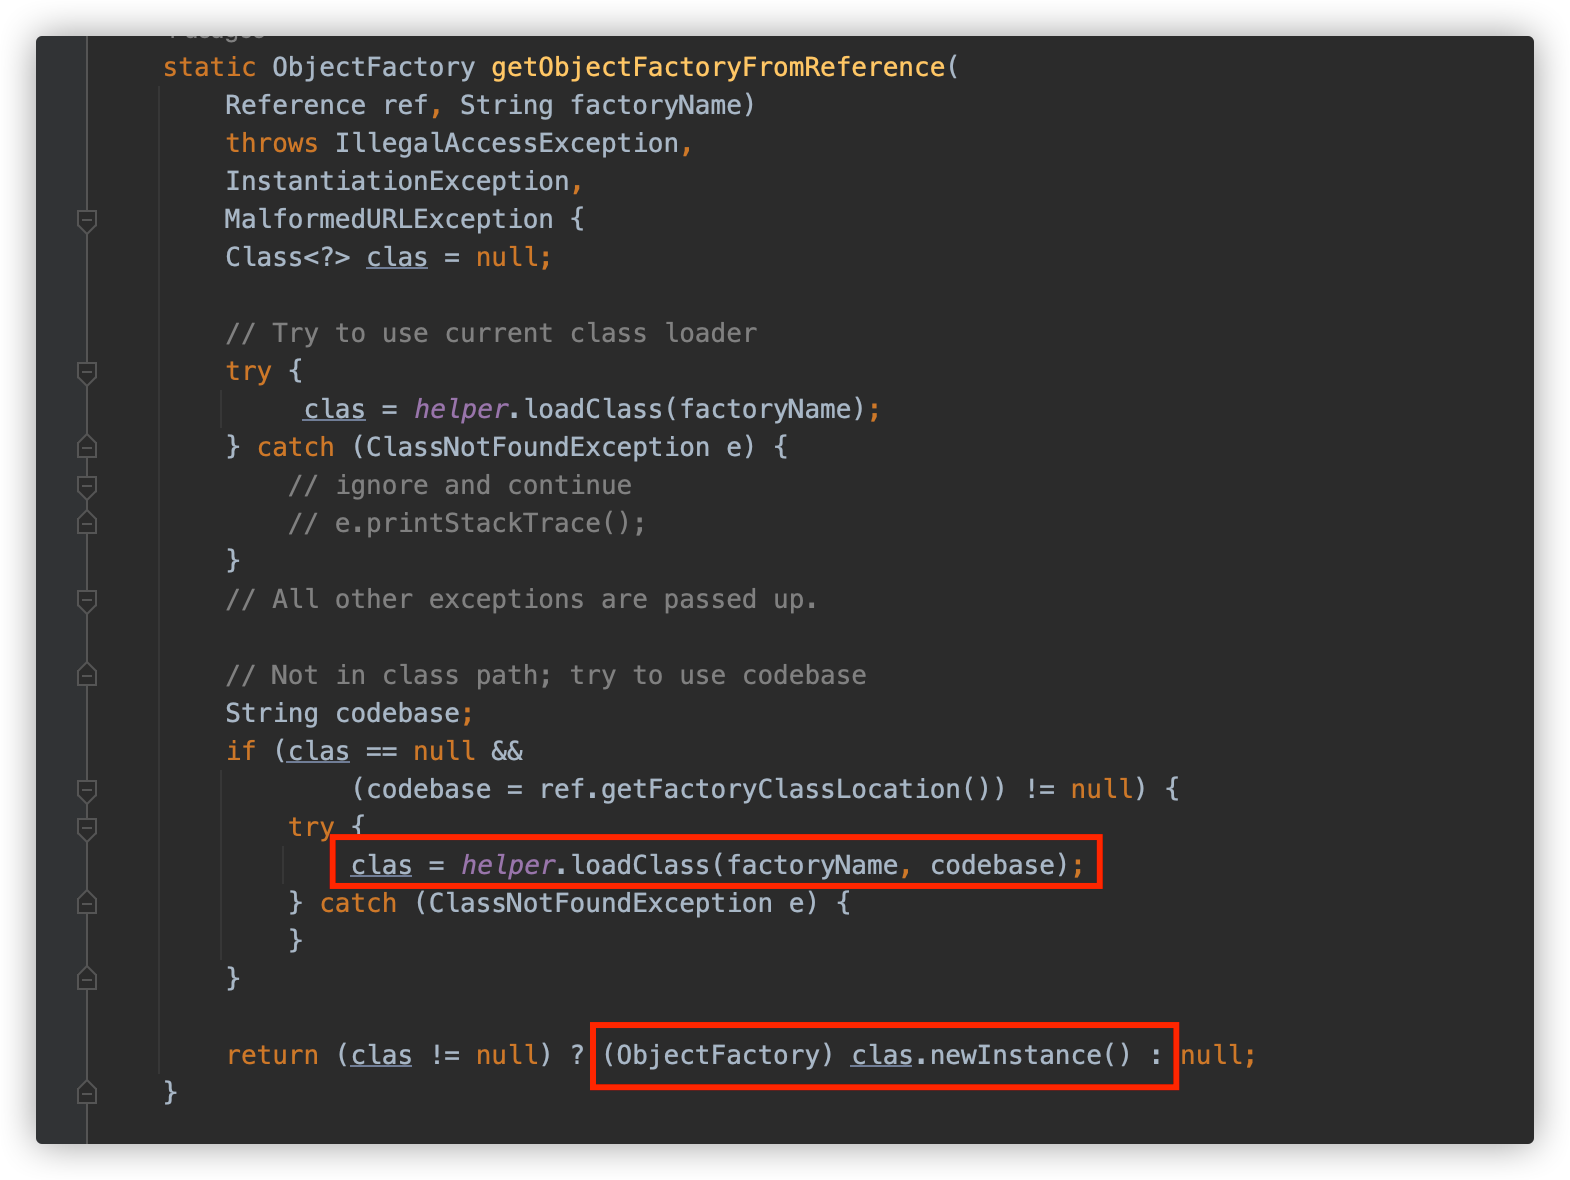 static ObjectFactory getObjectFactoryFromReference(
Reference ref, String factoryName)
throws IllegalAccessException,
InstantiationException,
MalformedURLException {
Class<?> clas = null;
// Try to use current class loader
try {
clas = helper.loadClass(factoryName);
} catch (ClassNotFoundException e) {
// ignore and continue
// e.printStackTrace();
}
// All other exceptions are passed up.
// Not in class path; try to use codebase
String codebase;
if (clas == null &&
(codebase = ref.getFactoryClassLocation()) != null) {
try {
clas = helper.loadClass(factoryName, codebase);
} catch (ClassNotFoundException e) {
}
}
return (clas != null) ? (ObjectFactory) clas.newInstance() : null;
}